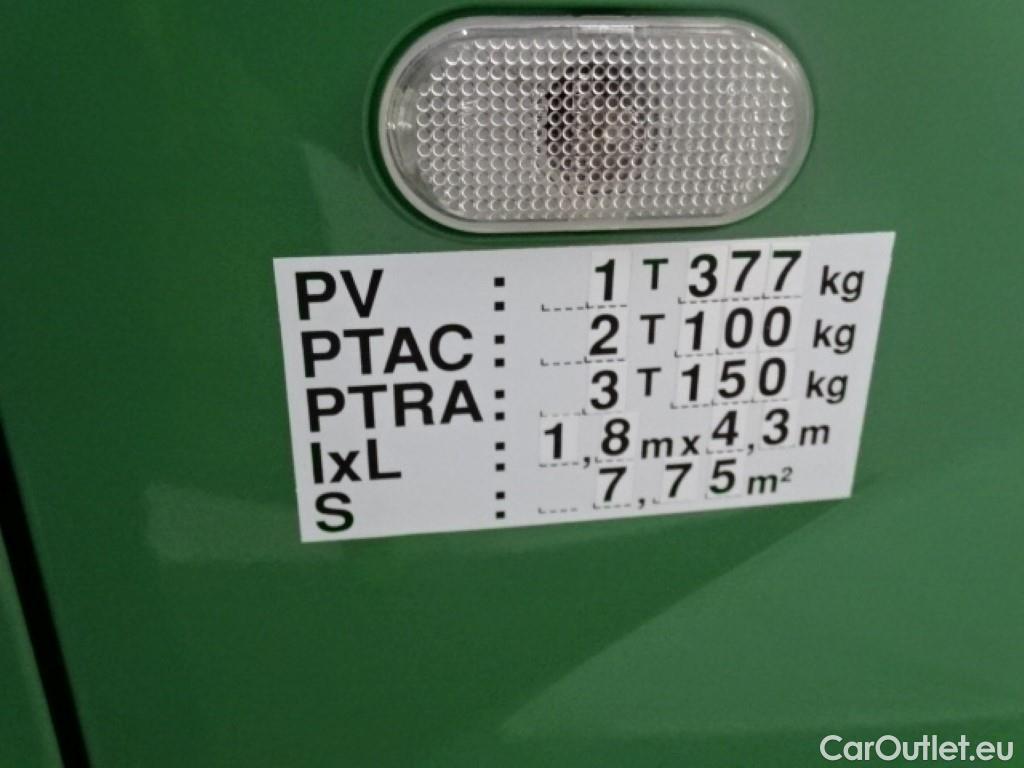 PV : 1 T 377 kg
PTAC : 2 T 100 kg
PTRA : 3 T 150 kg
lxL : 1,8 m x 4,3 m
S : 7,75 m²
CarOutlet.eu